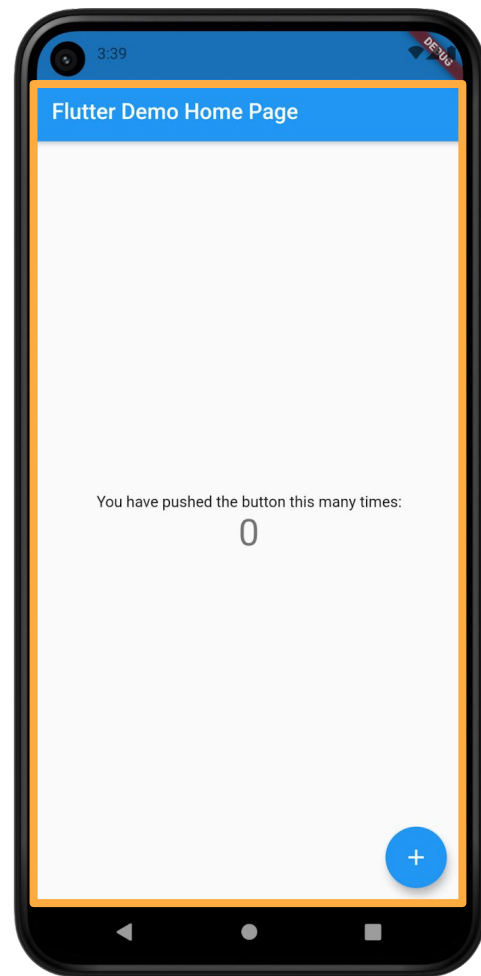 3:39
DEBUG
Flutter Demo Home Page
You have pushed the button this many times:
0
+